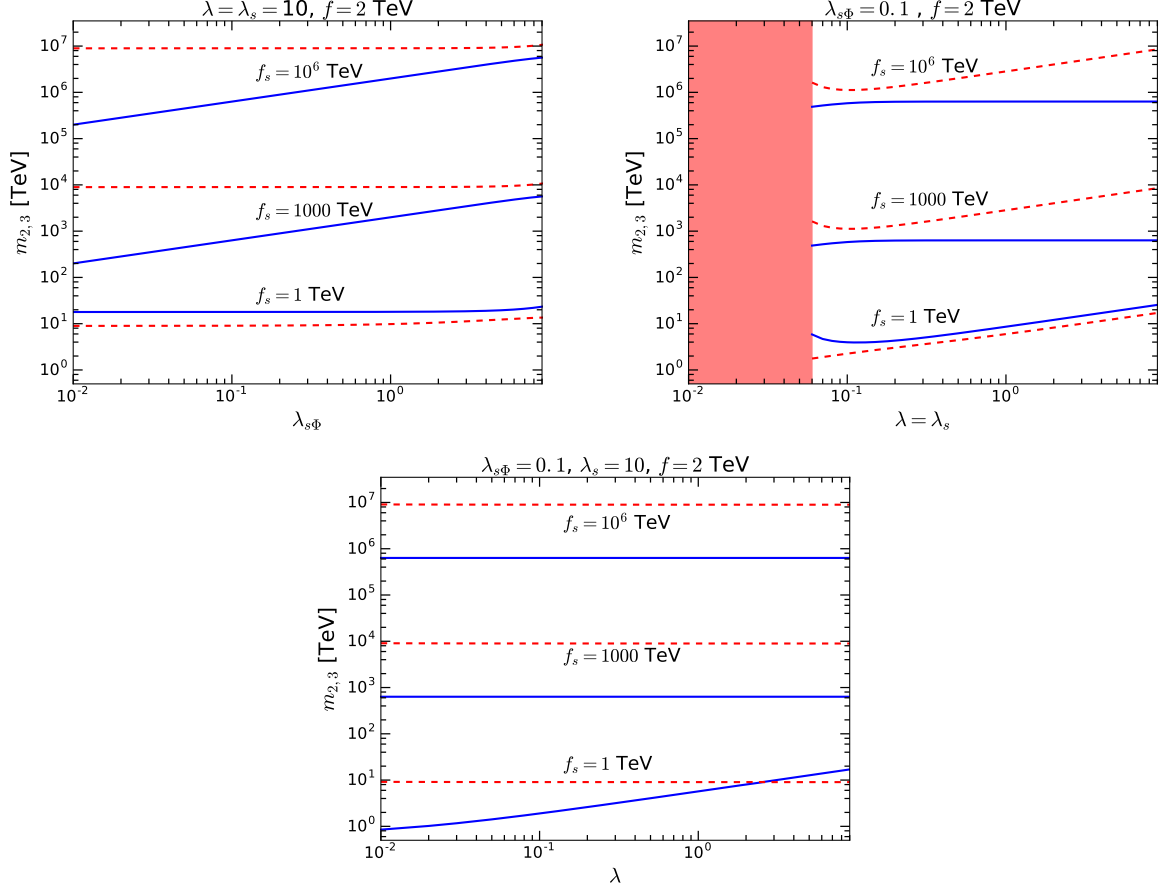 λ = λ_s = 10, f = 2 TeV
10^7
10^6
10^5
10^4
10^3
10^2
10^1
10^0
m_{2,3} [TeV]
f_s = 10^6 TeV
f_s = 1000 TeV
f_s = 1 TeV
10^-2 10^-1 10^0
λ_{sΦ}
λ_{sΦ} = 0.1 , f = 2 TeV
10^7
10^6
10^5
10^4
10^3
10^2
10^1
10^0
m_{2,3} [TeV]
f_s = 10^6 TeV
f_s = 1000 TeV
f_s = 1 TeV
10^-2 10^-1 10^0
λ = λ_s
λ_{sΦ} = 0.1, λ_s = 10, f = 2 TeV
10^7
10^6
10^5
10^4
10^3
10^2
10^1
10^0
m_{2,3} [TeV]
f_s = 10^6 TeV
f_s = 1000 TeV
f_s = 1 TeV
10^-2 10^-1 10^0
λ